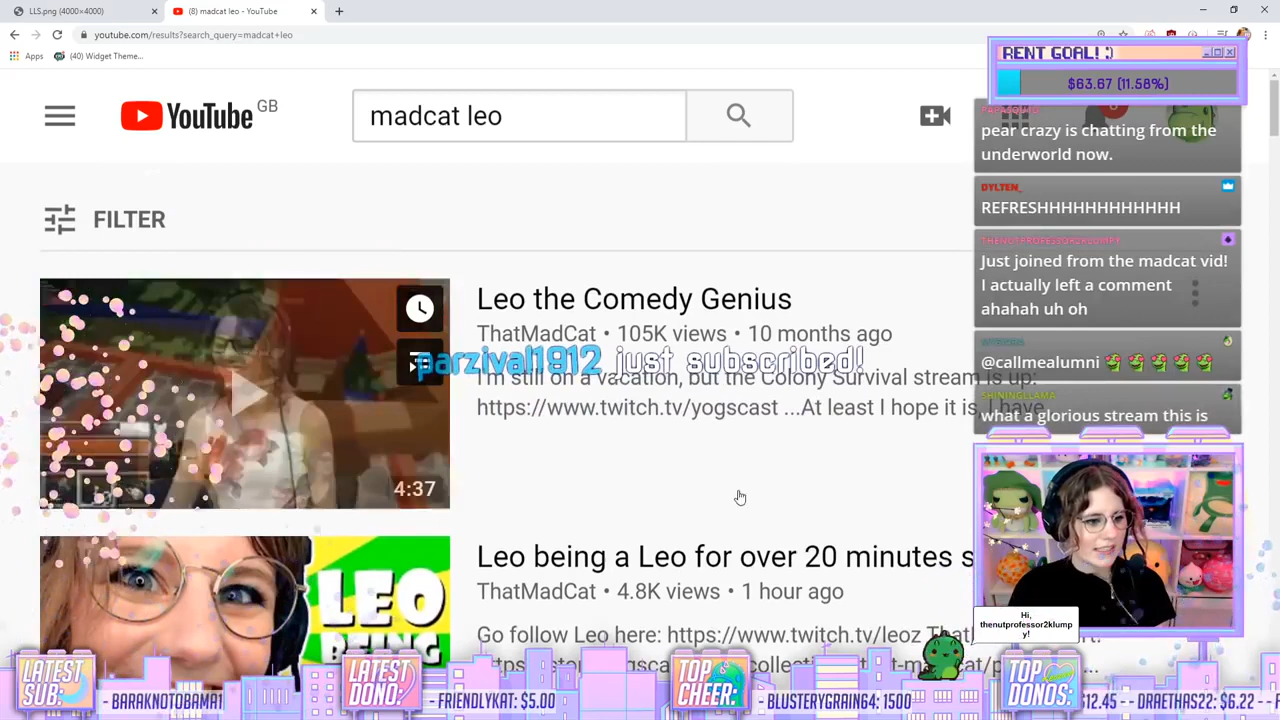 LLS.png (4000×4000)
(8) madcat leo - YouTube
youtube.com/results?search_query=madcat+leo
Apps
(40) Widget Theme...
RENT GOAL! :)
$63.67 (11.58%)
YouTube GB
madcat leo
FILTER
PAPASQUITO
pear crazy is chatting from the
underworld now.
DYLTEN_
REFRESHHHHHHHHHHHH
THENUTPROFESSOR2KLUMPY
Just joined from the madcat vid!
I actually left a comment
ahahah uh oh
@callmealumni
SHININGLLAMA
what a glorious stream this is
Leo the Comedy Genius
ThatMadCat • 105K views • 10 months ago
parzival1912 just subscribed!
I'm still on a vacation, but the Colony Survival stream is up:
https://www.twitch.tv/yogscast ...At least I hope it is, I have
4:37
Leo being a Leo for over 20 minutes s
ThatMadCat • 4.8K views • 1 hour ago
Go follow Leo here: https://www.twitch.tv/leoz
LEO
BEING
Hi,
thenutprofessor2klump
y!
LATEST
SUB:
- BARAKNOTOBAMA1
LATEST
DONO:
- FRIENDLYKAT: $5.00
TOP
CHEER:
- BLUSTERYGRAIN64: 1500
TOP
DONOS:
$12.45 - DRAETHAS22: $6.22